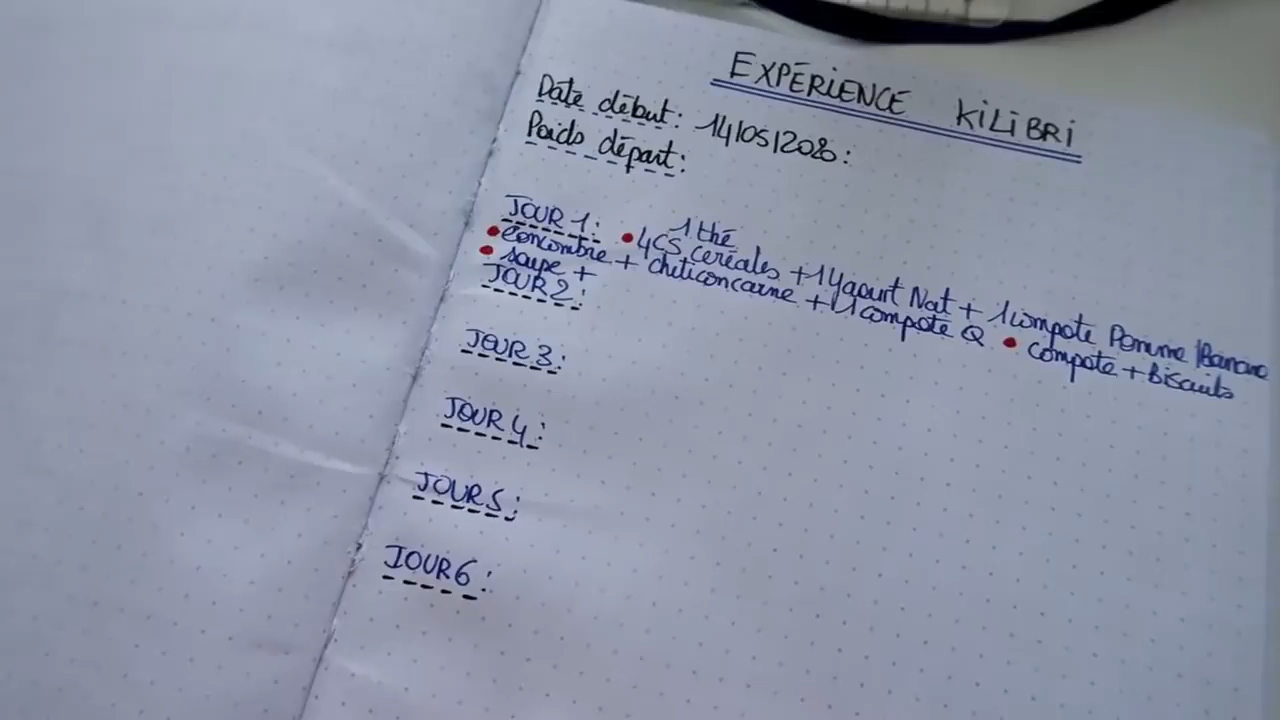 EXPÉRIENCE KiLiBRi
Date début: 14/05/2020:
Poids départ:
JOUR 1: 1 thé
• 4CS céréales + 1 Yaourt Nat + 1 compote Pomme/Banane
• concombre + chiliconcarne + 1 compote Q • compote + Biscuits
• soupe +
JOUR 2:
JOUR 3:
JOUR 4:
JOUR 5:
JOUR 6: